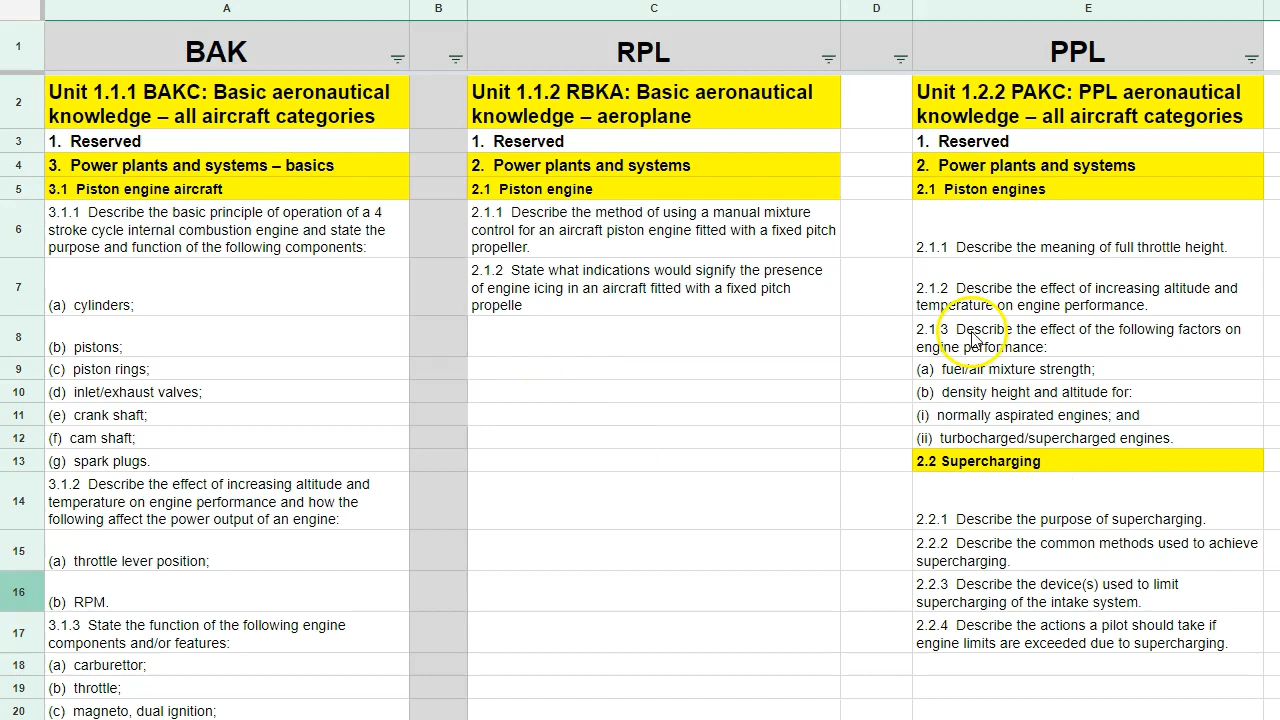 A B C D E
1 BAK RPL PPL
2 Unit 1.1.1 BAKC: Basic aeronautical Unit 1.1.2 RBKA: Basic aeronautical Unit 1.2.2 PAKC: PPL aeronautical
knowledge – all aircraft categories knowledge – aeroplane knowledge – all aircraft categories
3 1. Reserved 1. Reserved 1. Reserved
4 3. Power plants and systems – basics 2. Power plants and systems 2. Power plants and systems
5 3.1 Piston engine aircraft 2.1 Piston engine 2.1 Piston engines
3.1.1 Describe the basic principle of operation of a 4 2.1.1 Describe the method of using a manual mixture
6 stroke cycle internal combustion engine and state the control for an aircraft piston engine fitted with a fixed pitch
purpose and function of the following components: propeller. 2.1.1 Describe the meaning of full throttle height.
2.1.2 State what indications would signify the presence
7 of engine icing in an aircraft fitted with a fixed pitch 2.1.2 Describe the effect of increasing altitude and
(a) cylinders; propelle temperature on engine performance.
8 2.1.3 Describe the effect of the following factors on
(b) pistons; engine performance:
9 (c) piston rings; (a) fuel/air mixture strength;
10 (d) inlet/exhaust valves; (b) density height and altitude for:
11 (e) crank shaft; (i) normally aspirated engines; and
12 (f) cam shaft; (ii) turbocharged/supercharged engines.
13 (g) spark plugs. 2.2 Supercharging
3.1.2 Describe the effect of increasing altitude and
14 temperature on engine performance and how the
following affect the power output of an engine: 2.2.1 Describe the purpose of supercharging.
15 2.2.2 Describe the common methods used to achieve
(a) throttle lever position; supercharging.
16 2.2.3 Describe the device(s) used to limit
(b) RPM. supercharging of the intake system.
17 3.1.3 State the function of the following engine 2.2.4 Describe the actions a pilot should take if
components and/or features: engine limits are exceeded due to supercharging.
18 (a) carburettor;
19 (b) throttle;
20 (c) magneto, dual ignition;